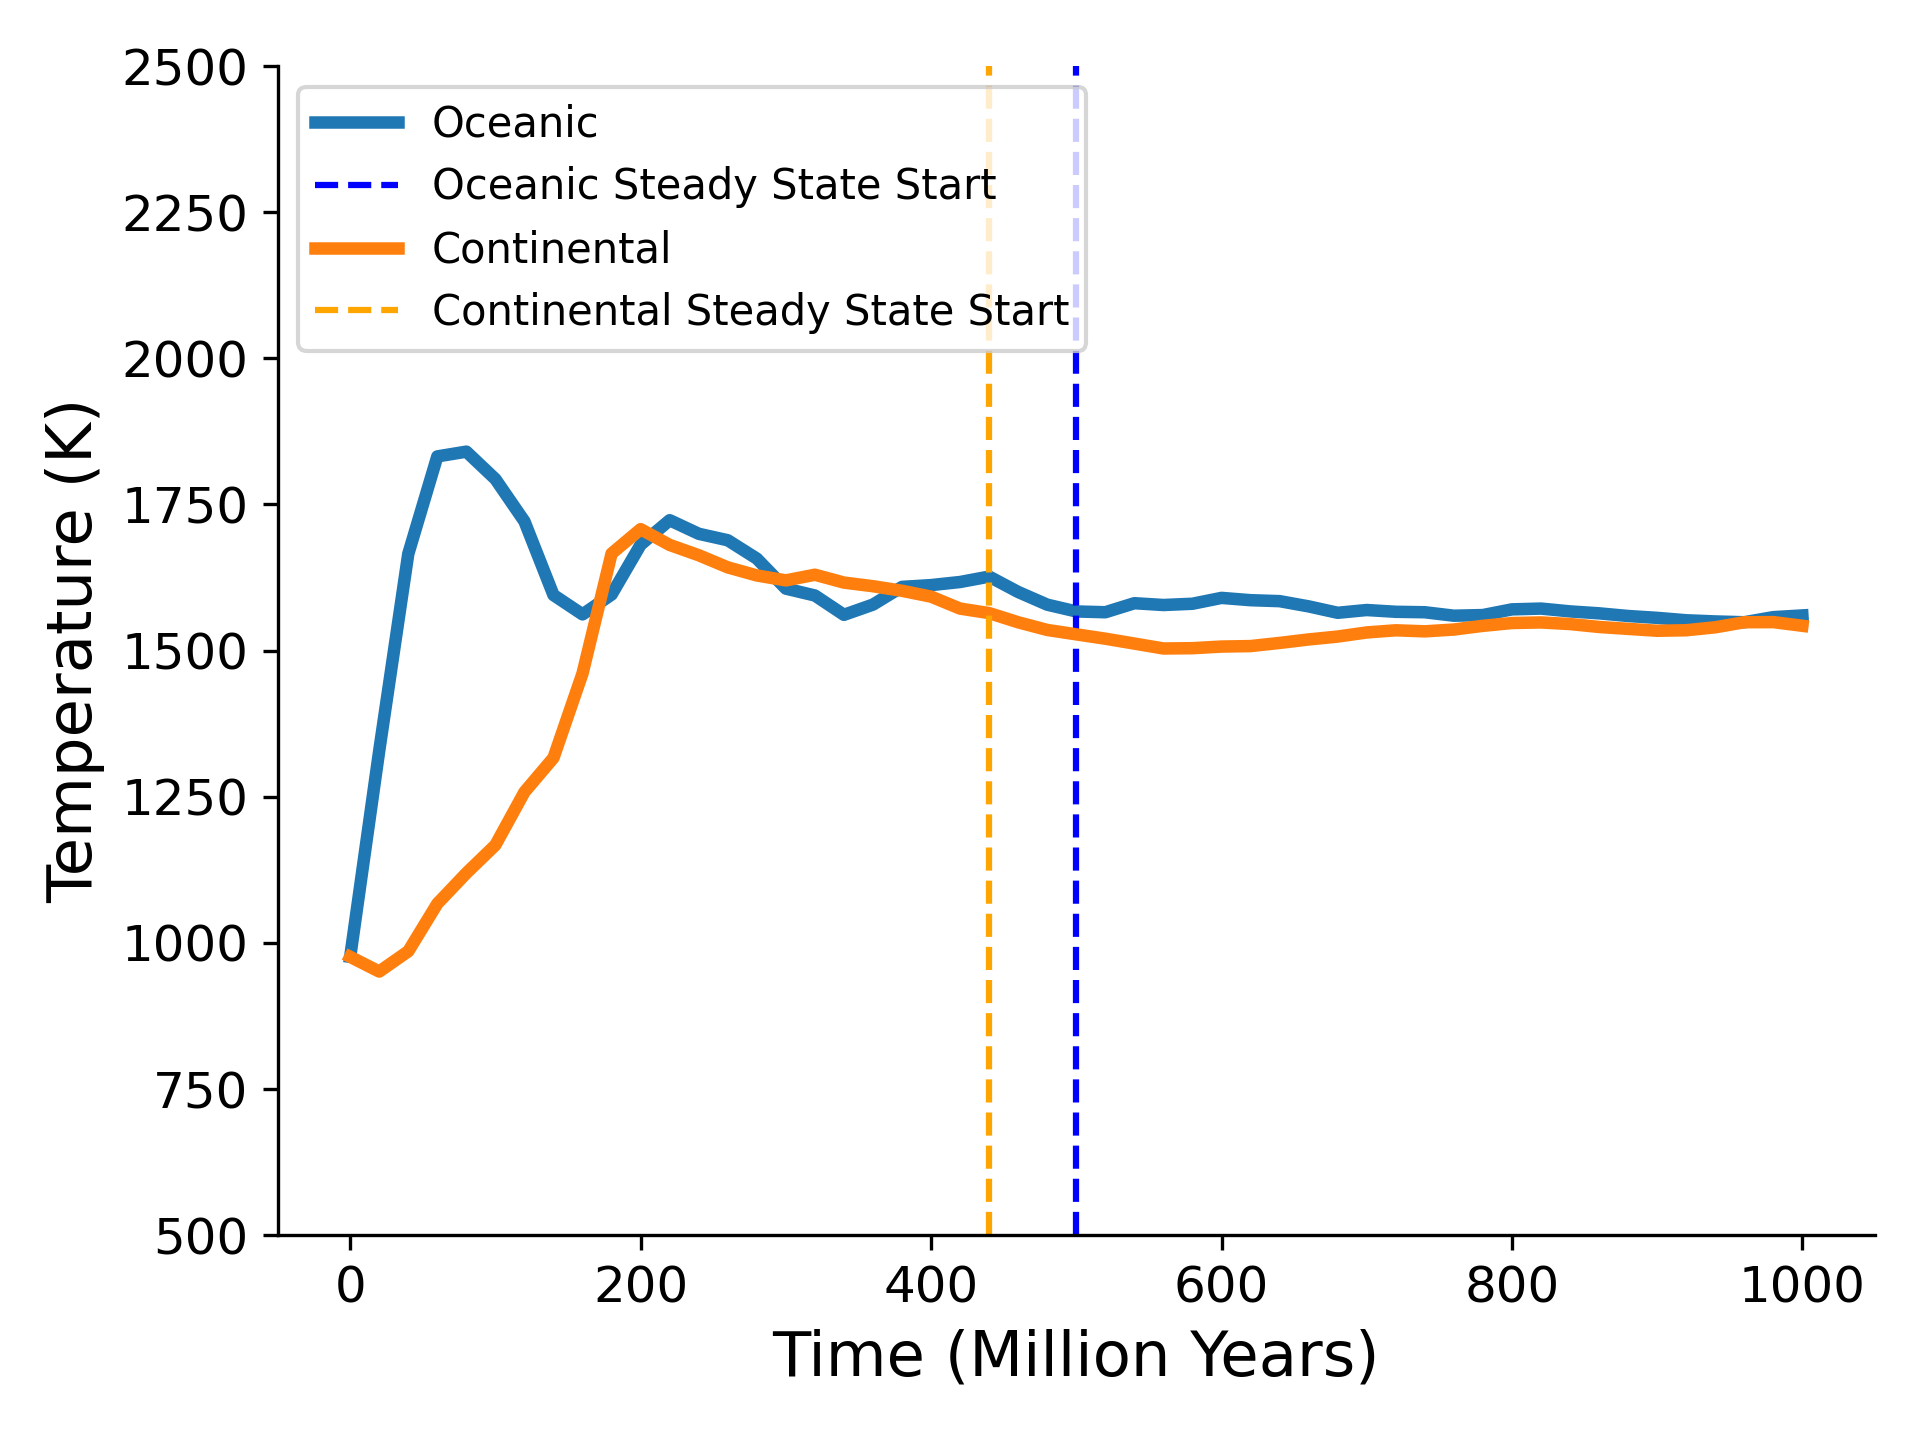 2500
2250
2000
1750
1500
1250
1000
750
500
Temperature (K)
Oceanic
Oceanic Steady State Start
Continental
Continental Steady State Start
0 200 400 600 800 1000
Time (Million Years)